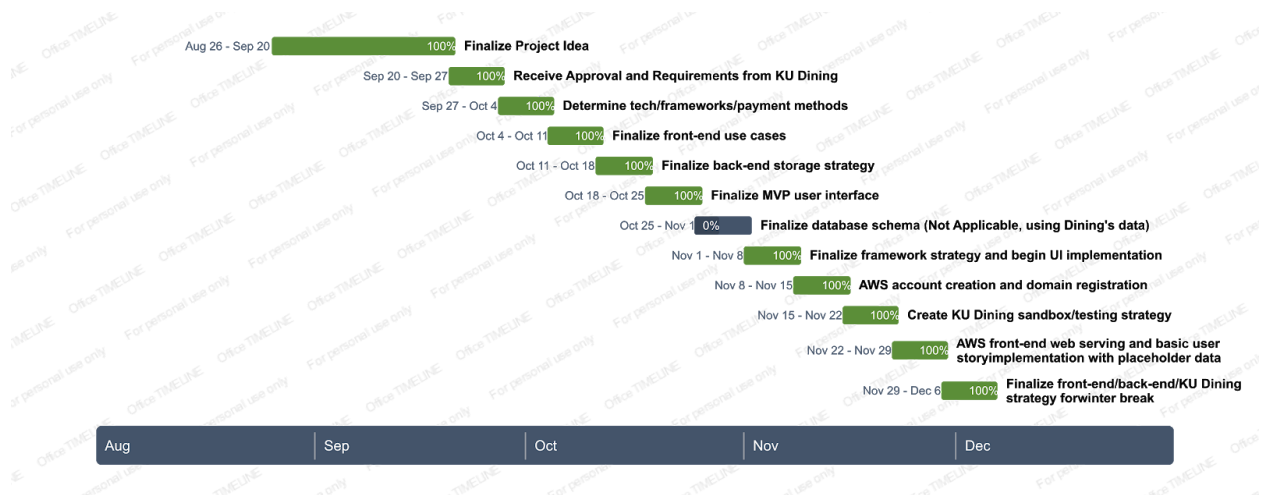 Aug 26 - Sep 20 100% Finalize Project Idea
Sep 20 - Sep 27 100% Receive Approval and Requirements from KU Dining
Sep 27 - Oct 4 100% Determine tech/frameworks/payment methods
Oct 4 - Oct 11 100% Finalize front-end use cases
Oct 11 - Oct 18 100% Finalize back-end storage strategy
Oct 18 - Oct 25 100% Finalize MVP user interface
Oct 25 - Nov 1 0% Finalize database schema (Not Applicable, using Dining's data)
Nov 1 - Nov 8 100% Finalize framework strategy and begin UI implementation
Nov 8 - Nov 15 100% AWS account creation and domain registration
Nov 15 - Nov 22 100% Create KU Dining sandbox/testing strategy
Nov 22 - Nov 29 100% AWS front-end web serving and basic user
storyimplementation with placeholder data
Nov 29 - Dec 6 100% Finalize front-end/back-end/KU Dining
strategy forwinter break
Aug Sep Oct Nov Dec
Office TIMELINE For personal use only